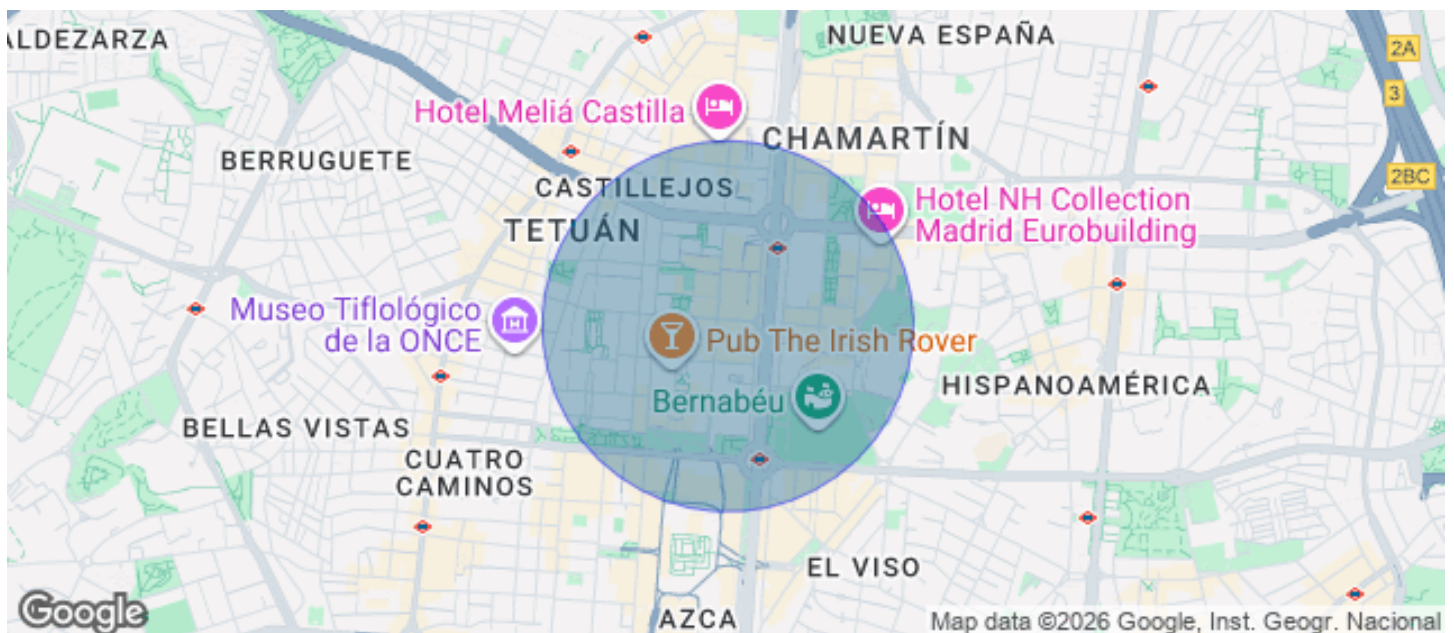 ALDEZARZA
NUEVA ESPAÑA
2A
3
Hotel Meliá Castilla
CHAMARTÍN
BERRUGUETE
2BC
CASTILLEJOS
Hotel NH Collection
Madrid Eurobuilding
TETUÁN
Museo Tiflológico
de la ONCE
Pub The Irish Rover
HISPANOAMÉRICA
Bernabéu
BELLAS VISTAS
CUATRO
CAMINOS
EL VISO
AZCA
Google
Map data ©2026 Google, Inst. Geogr. Nacional